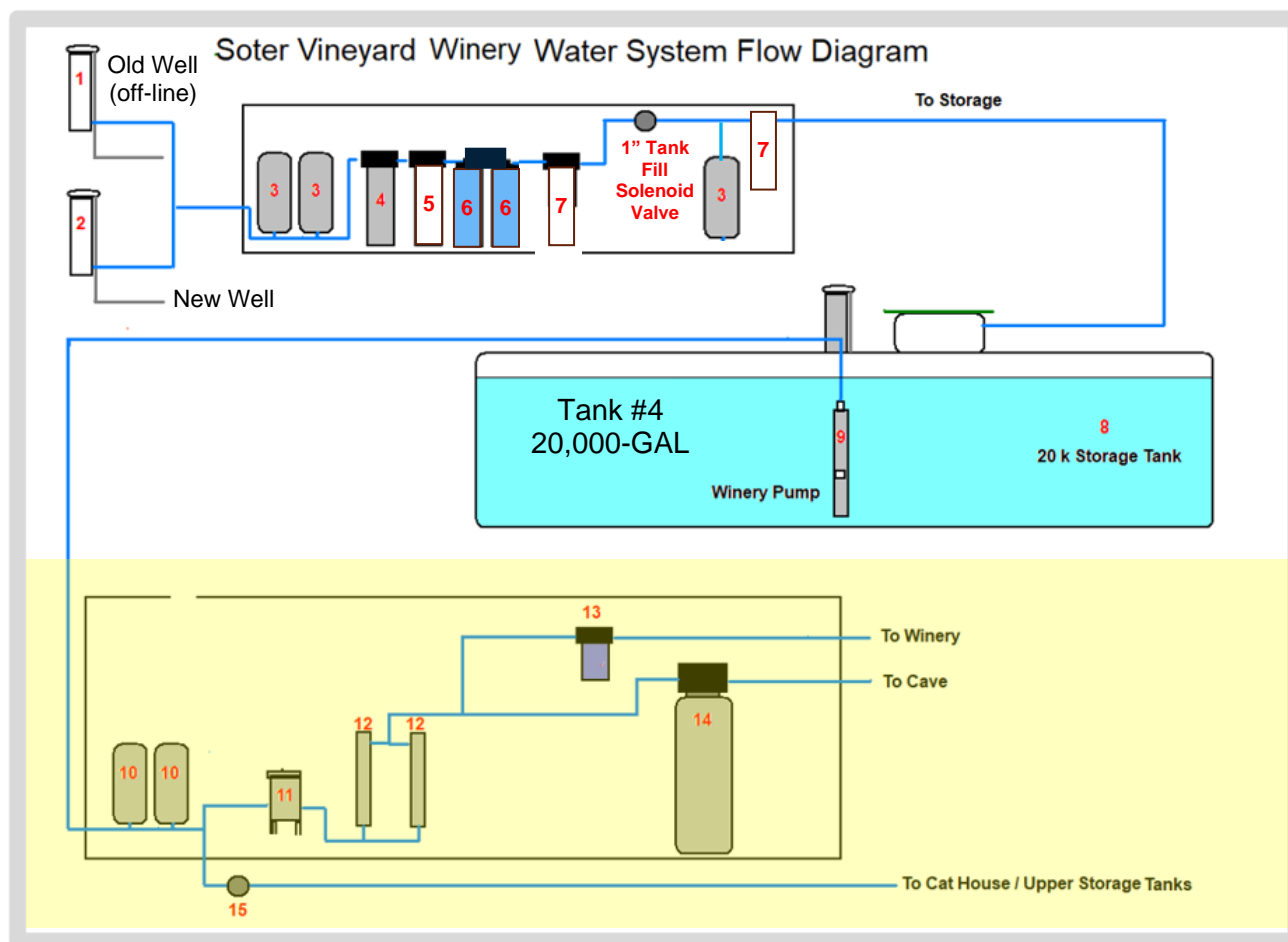 Soter Vineyard Winery Water System Flow Diagram
1
Old Well
(off-line)
2
New Well
3
3
4
5
6
6
7
1” Tank
Fill
Solenoid
Valve
3
7
To Storage
Tank #4
20,000-GAL
9
Winery Pump
8
20 k Storage Tank
13
To Winery
To Cave
14
12
12
10
10
11
To Cat House / Upper Storage Tanks
15